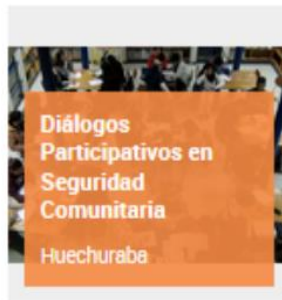 Diálogos
Participativos en
Seguridad
Comunitaria
Huechuraba